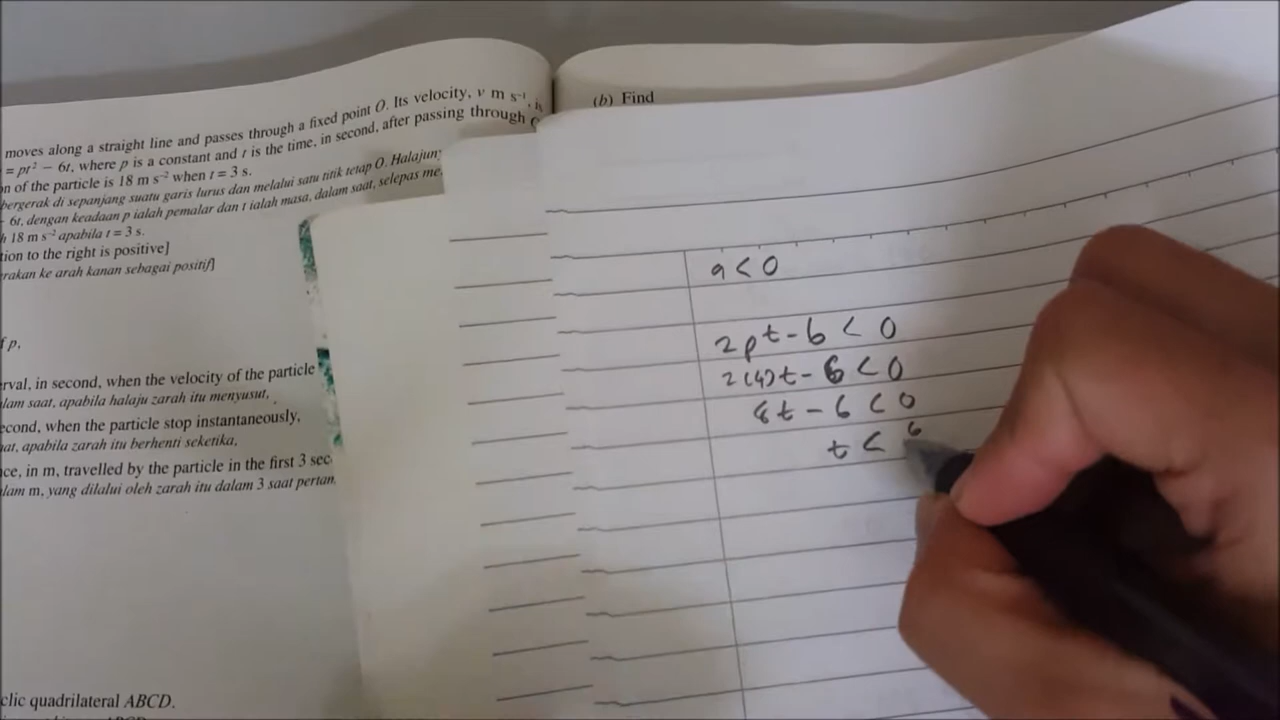 moves along a straight line and passes through a fixed point O. Its velocity, v m s⁻¹, is
= pt² − 6t, where p is a constant and t is the time, in second, after passing through O
n of the particle is 18 m s⁻² when t = 3 s.
bergerak di sepanjang suatu garis lurus dan melalui satu titik tetap O. Halajuny
6t, dengan keadaan p ialah pemalar dan t ialah masa, dalam saat, selepas me
h 18 m s⁻² apabila t = 3 s.
tion to the right is positive]
rakan ke arah kanan sebagai positif]
f p,
rval, in second, when the velocity of the particle
lam saat, apabila halaju zarah itu menyusut,
econd, when the particle stop instantaneously,
aat, apabila zarah itu berhenti seketika,
ce, in m, travelled by the particle in the first 3 sec
lam m, yang dilalui oleh zarah itu dalam 3 saat pertam
clic quadrilateral ABCD.
(b) Find
a < 0
2pt - 6 < 0
2(4)t - 6 < 0
8t - 6 < 0
t < 6